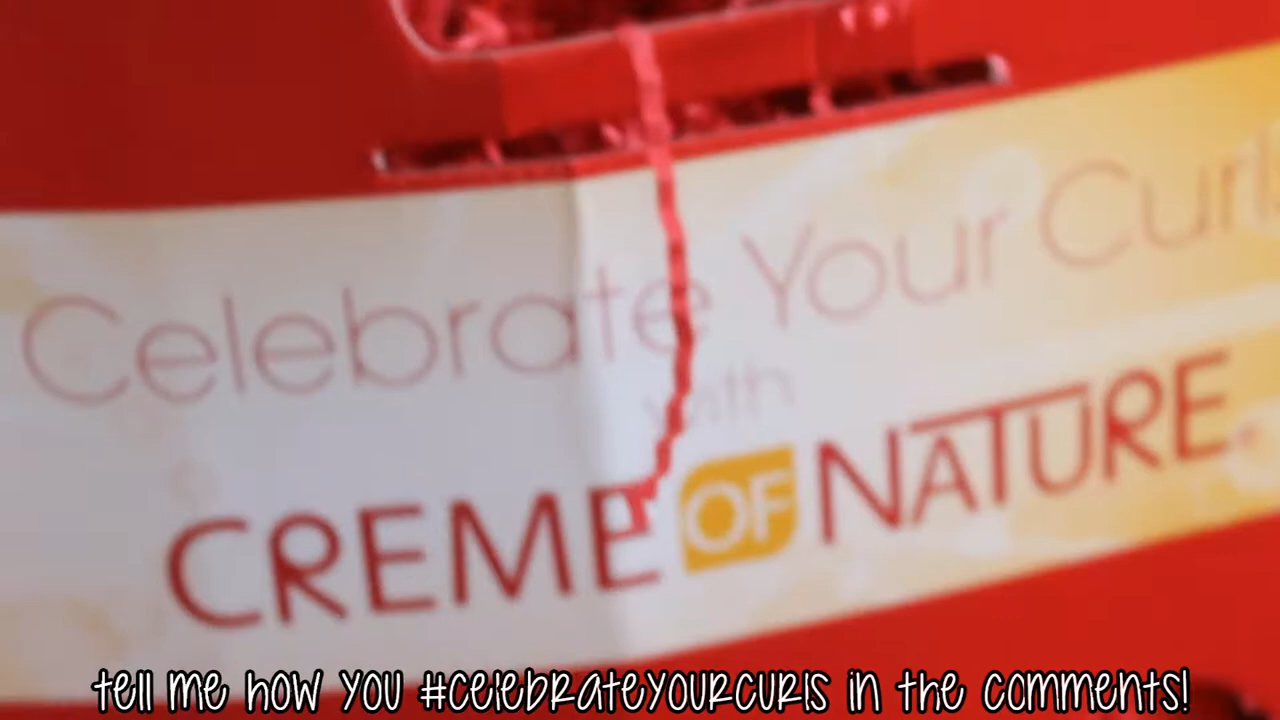 Celebrate Your Curls
with
CREME OF NATURE
tell me how you #celebrateyourcurls in the comments!